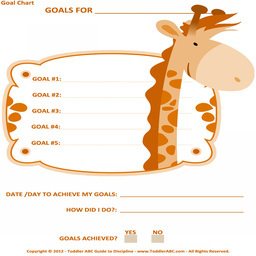 Goal Chart
GOALS FOR
GOAL #1:
GOAL #2:
GOAL #3:
GOAL #4:
GOAL #5:
DATE /DAY TO ACHIEVE MY GOALS:
HOW DID I DO?:
GOALS ACHIEVED? YES NO
Copyright © 2012 - Toddler ABC Guide to Discipline - www.ToddlerABC.com - All Rights Reserved.